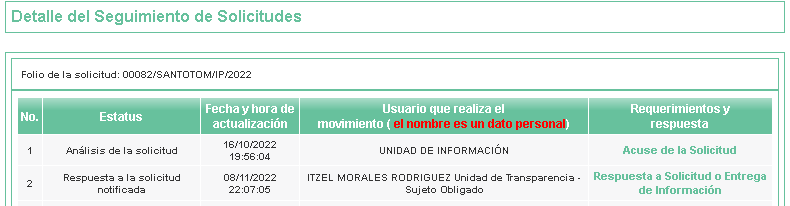 Detalle del Seguimiento de Solicitudes
Folio de la solicitud: 00082/SANTOTOM/IP/2022
No. Estatus Fecha y hora de actualización Usuario que realiza el movimiento ( el nombre es un dato personal) Requerimientos y respuesta
1 Análisis de la solicitud 16/10/2022 19:56:04 UNIDAD DE INFORMACIÓN Acuse de la Solicitud
2 Respuesta a la solicitud notificada 08/11/2022 22:07:05 ITZEL MORALES RODRIGUEZ Unidad de Transparencia - Sujeto Obligado Respuesta a Solicitud o Entrega de Información